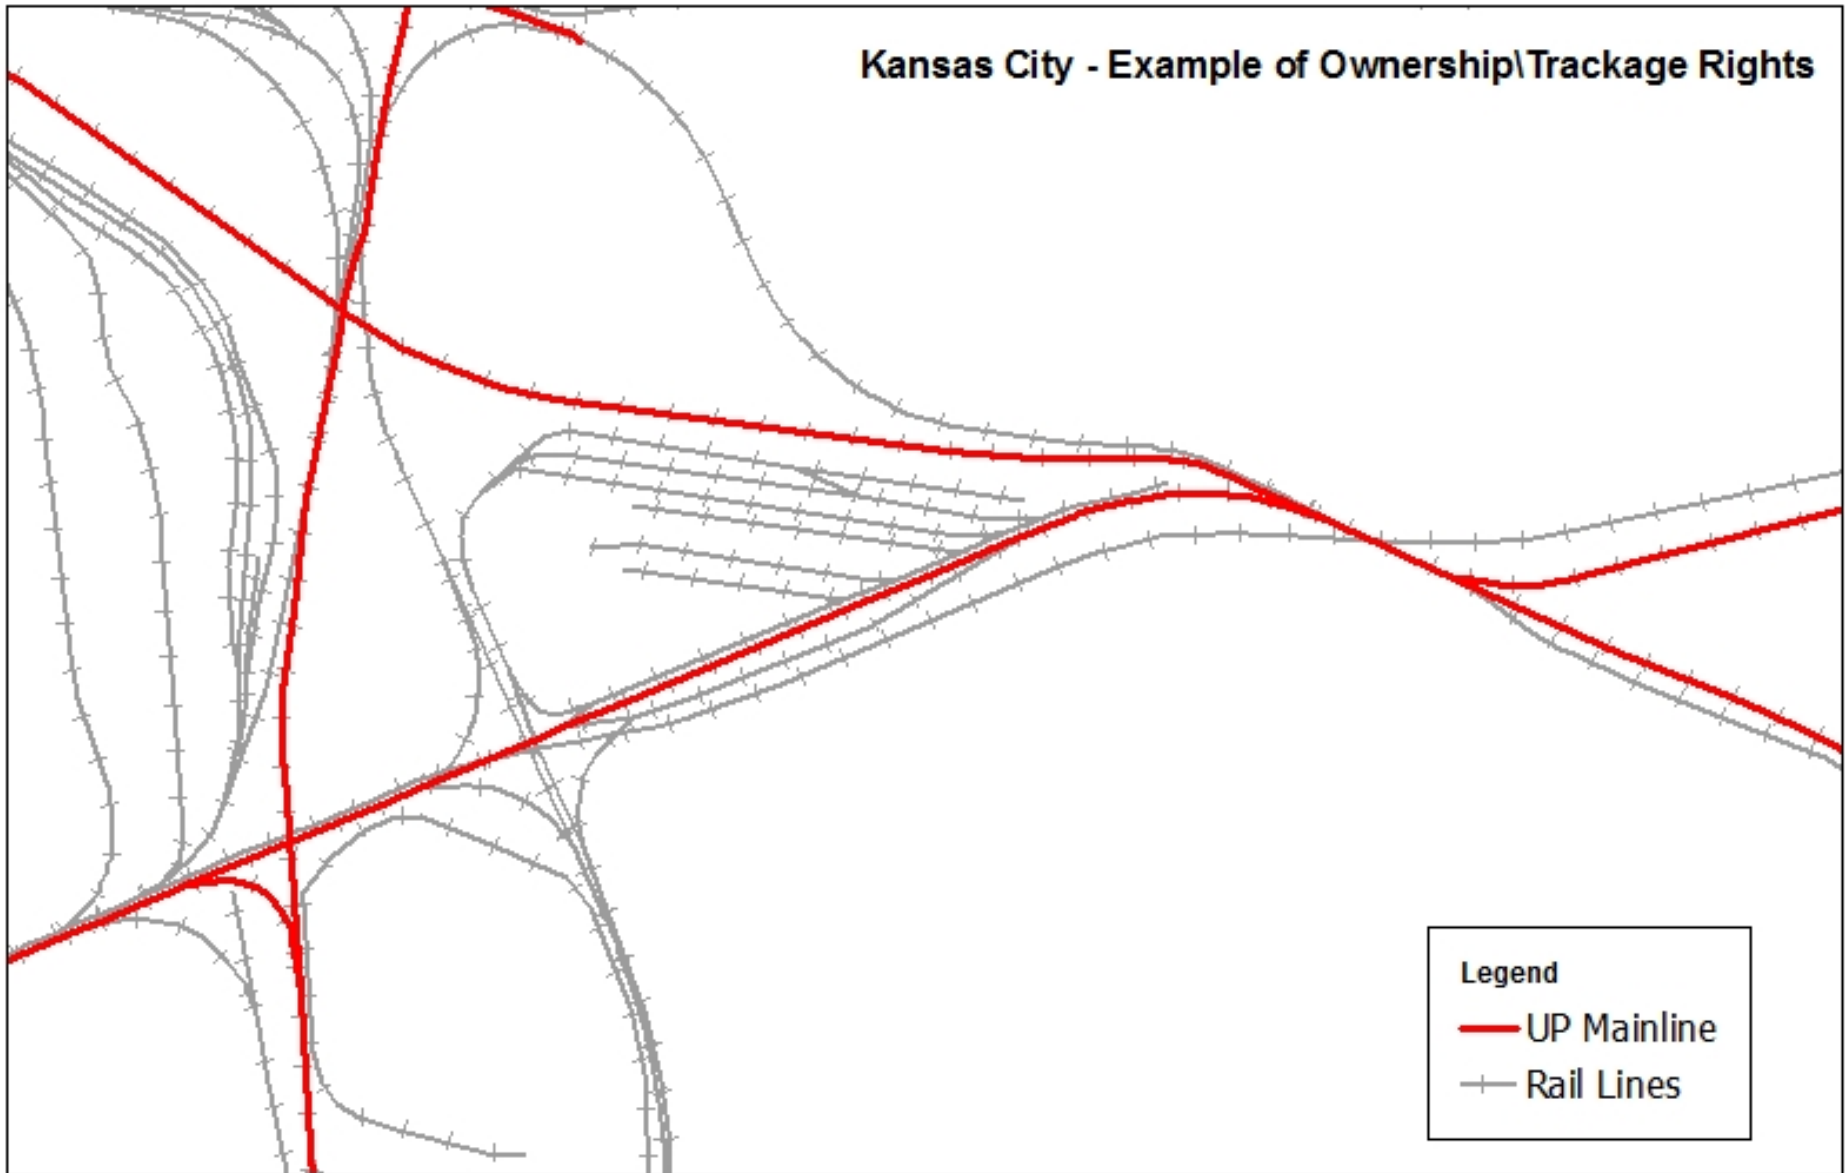 Kansas City - Example of Ownership\Trackage Rights
Legend
UP Mainline
Rail Lines